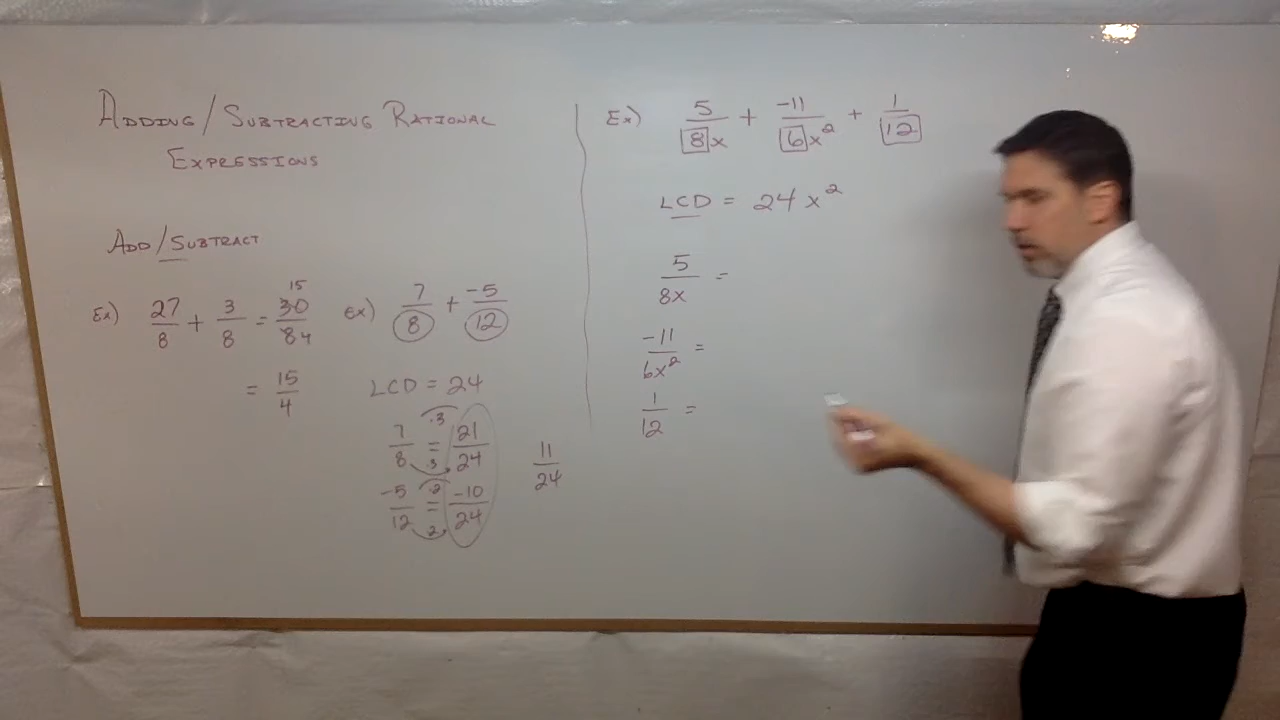 ADDING/SUBTRACTING RATIONAL
EXPRESSIONS
ADD/SUBTRACT
Ex) 27/8 + 3/8 = 30/8 15 4
= 15/4
ex) 7/8 + -5/12
LCD = 24
7/8 = 21/24 ·3 ·3
-5/12 = -10/24 ·2 2
11/24
Ex) 5/8x + -11/6x² + 1/12
LCD = 24x²
5/8x =
-11/6x² =
1/12 =